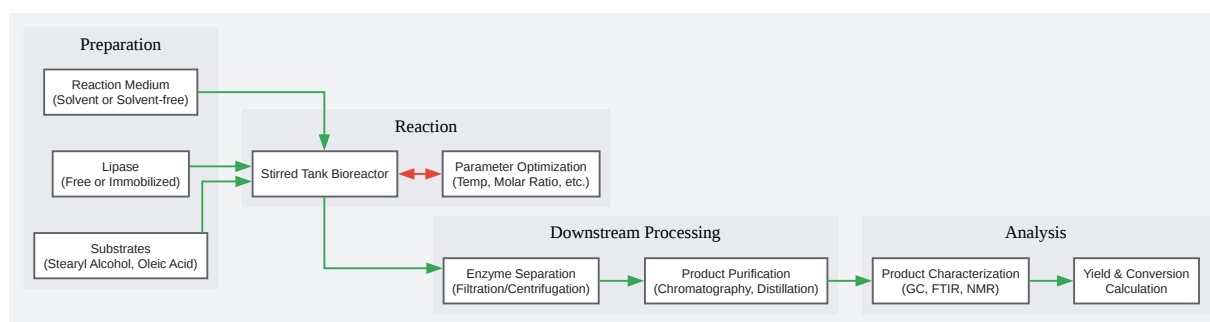 Preparation
Reaction Medium
(Solvent or Solvent-free)
Lipase
(Free or Immobilized)
Substrates
(Stearyl Alcohol, Oleic Acid)
Reaction
Stirred Tank Bioreactor
Parameter Optimization
(Temp, Molar Ratio, etc.)
Downstream Processing
Enzyme Separation
(Filtration/Centrifugation)
Product Purification
(Chromatography, Distillation)
Analysis
Product Characterization
(GC, FTIR, NMR)
Yield & Conversion
Calculation